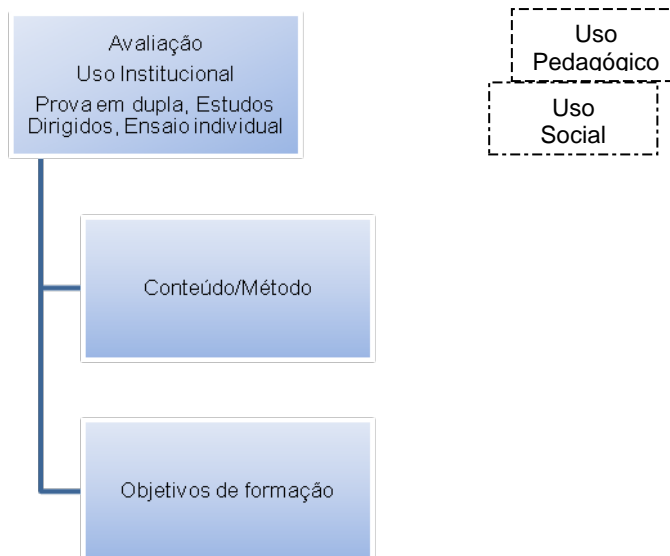 Avaliação
Uso Institucional
Prova em dupla, Estudos
Dirigidos, Ensaio individual
Uso
Pedagógico
Uso
Social
Conteúdo/Método
Objetivos de formação